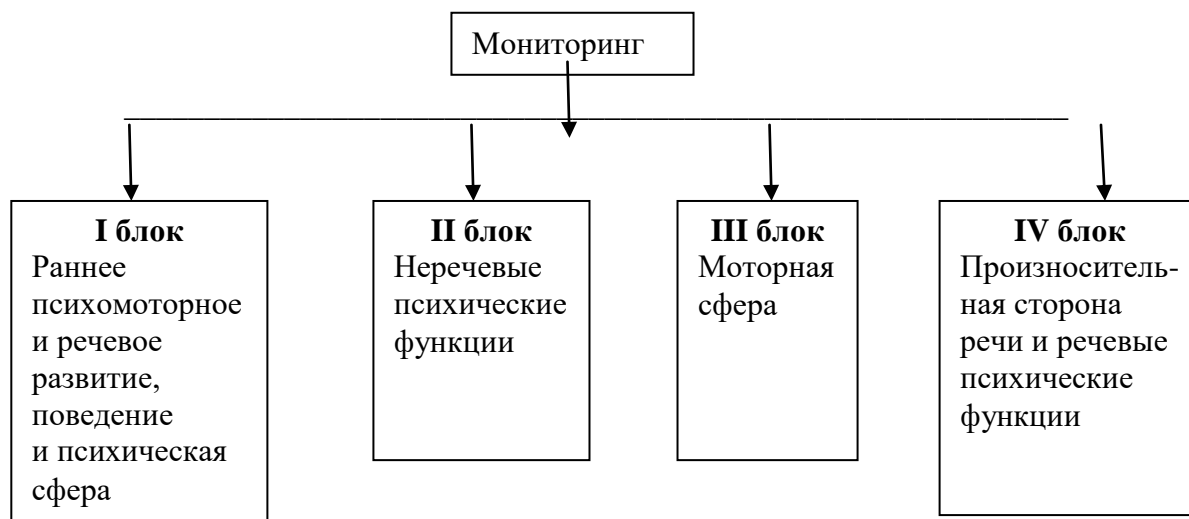 Мониторинг
I блок
Раннее
психомоторное
и речевое
развитие,
поведение
и психическая
сфера
II блок
Неречевые
психические
функции
III блок
Моторная
сфера
IV блок
Произноситель-
ная сторона
речи и речевые
психические
функции